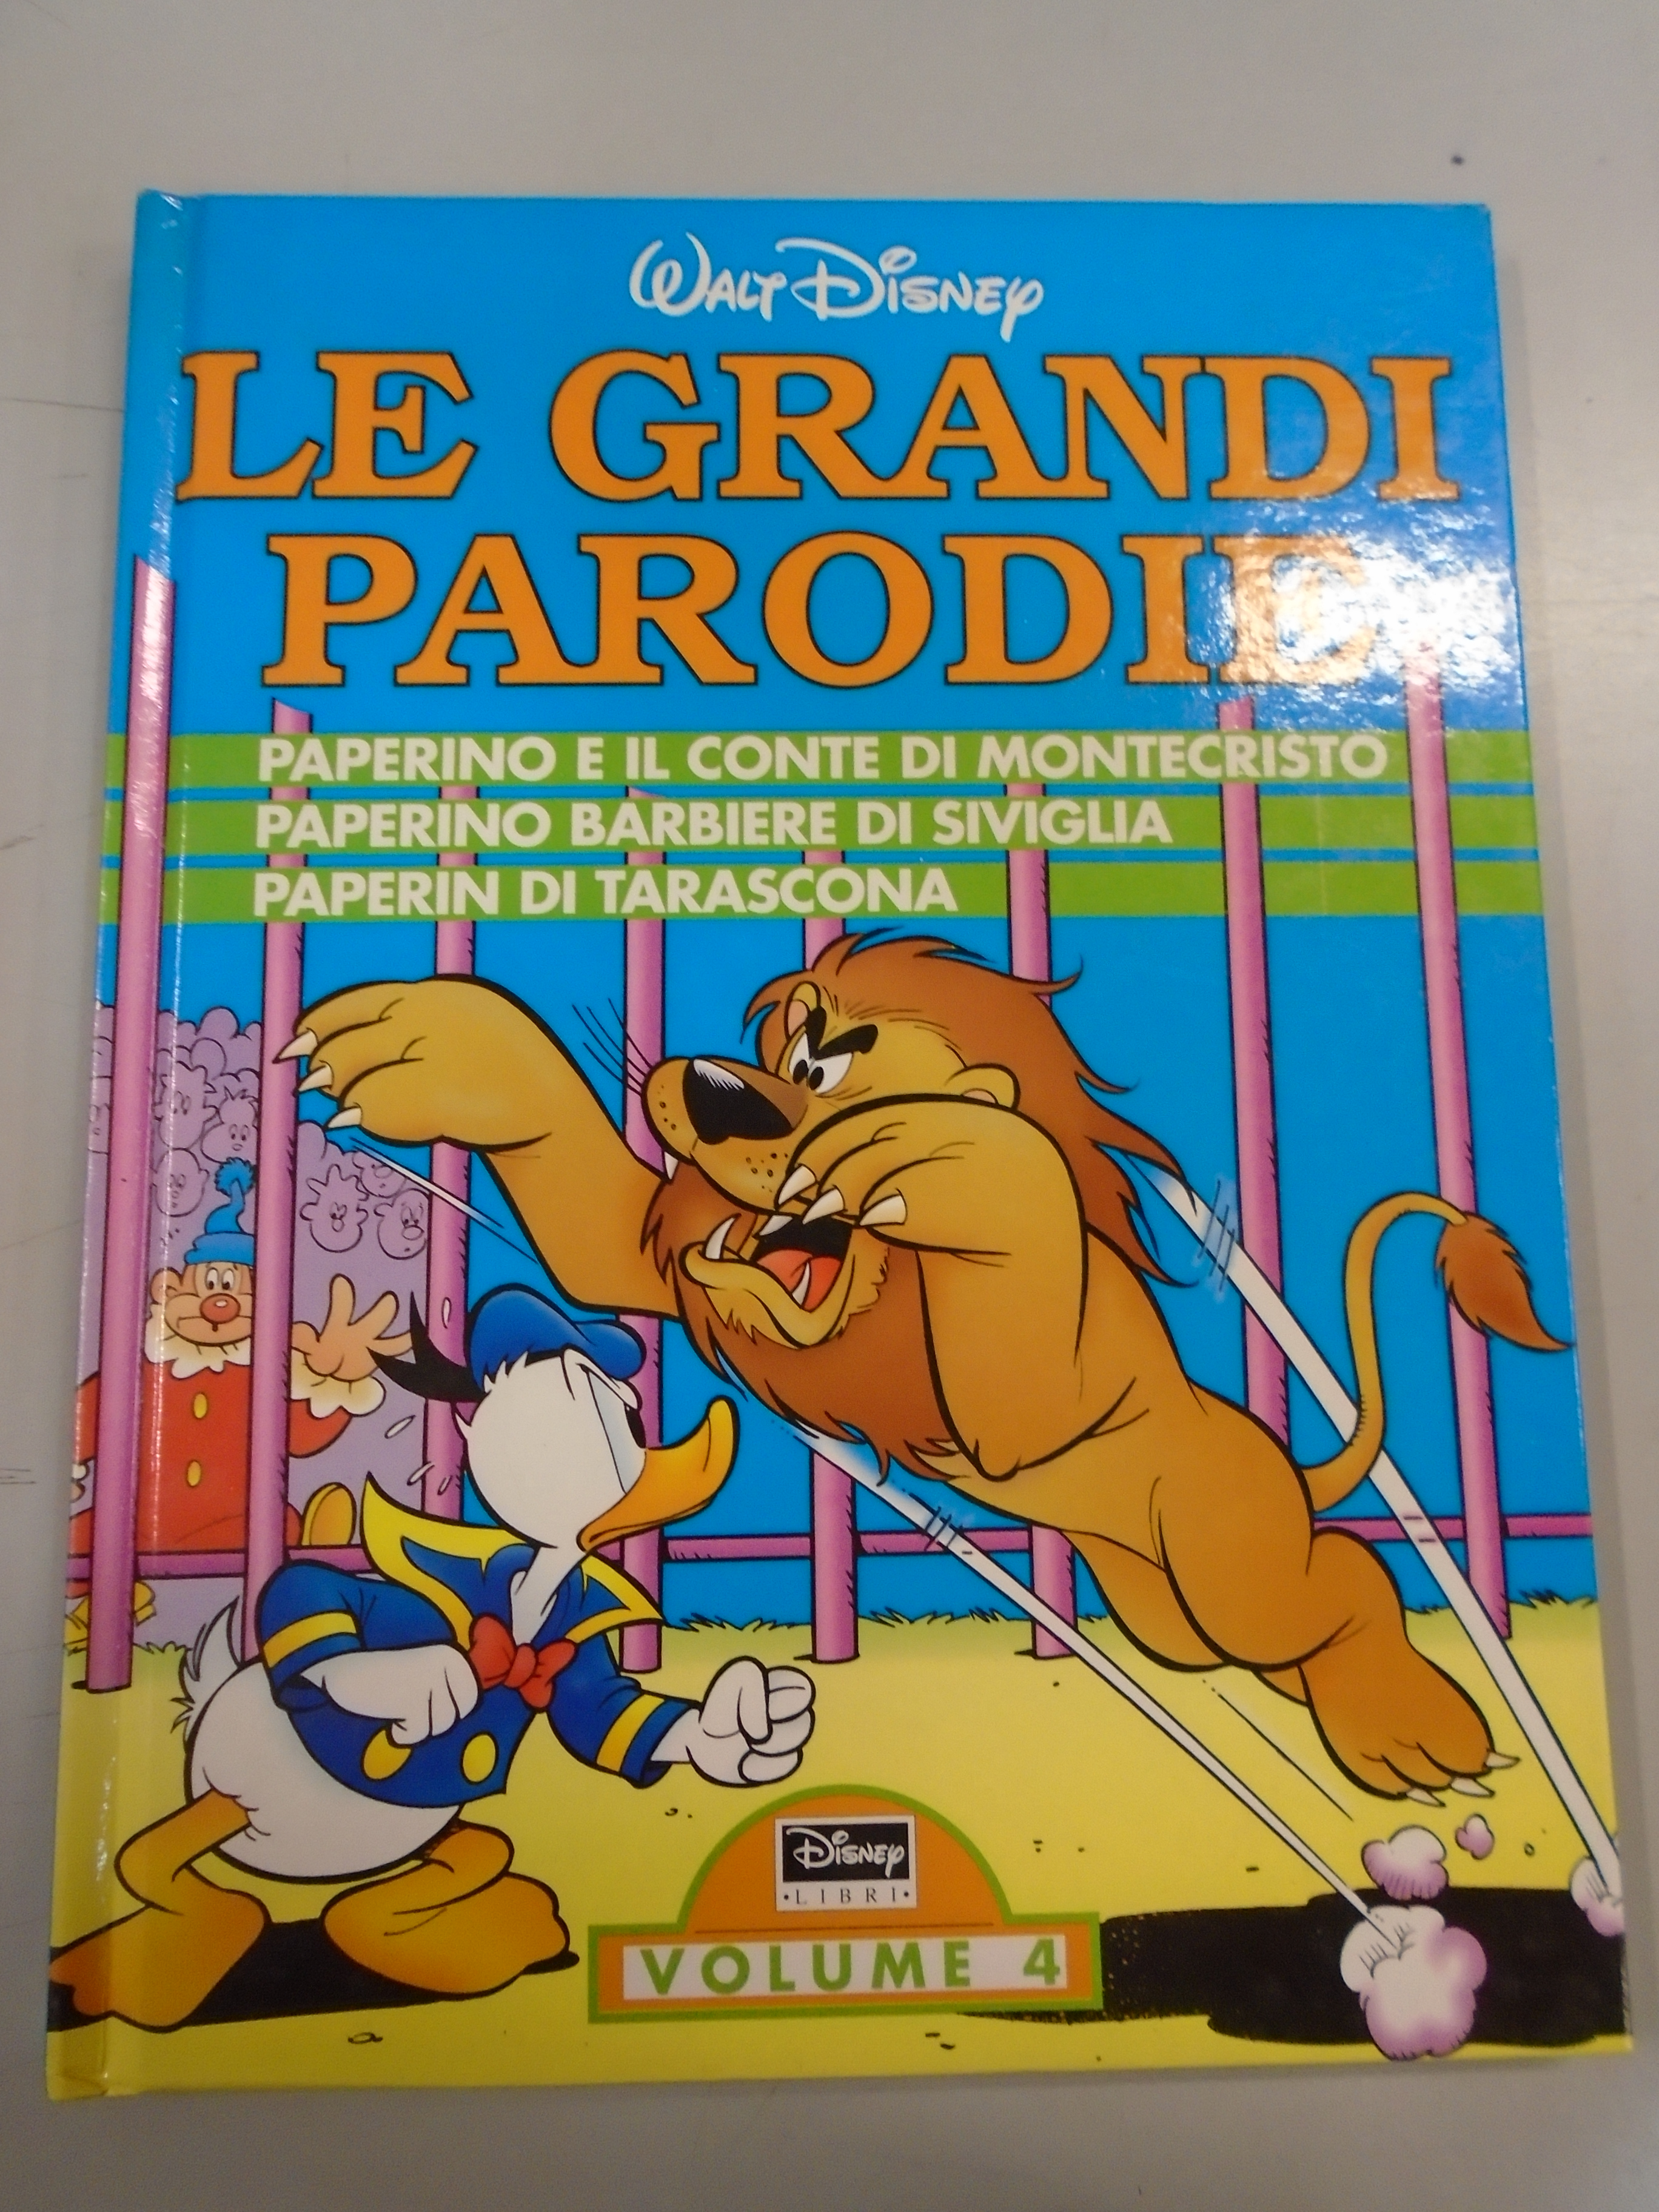 WALT DISNEY
LE GRANDI
PARODIE
PAPERINO E IL CONTE DI MONTECRISTO
PAPERINO BARBIERE DI SIVIGLIA
PAPERIN DI TARASCONA
DISNEY
•LIBRI•
VOLUME 4